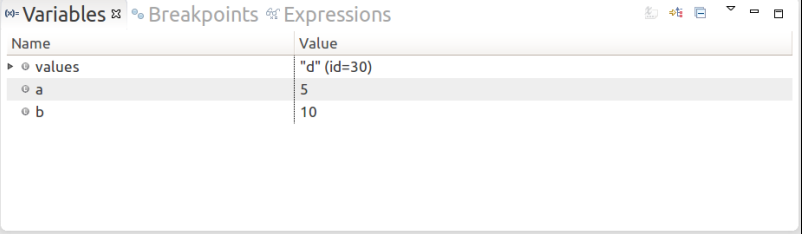 (x)= Variables Breakpoints Expressions
Name Value
values "d" (id=30)
a 5
b 10